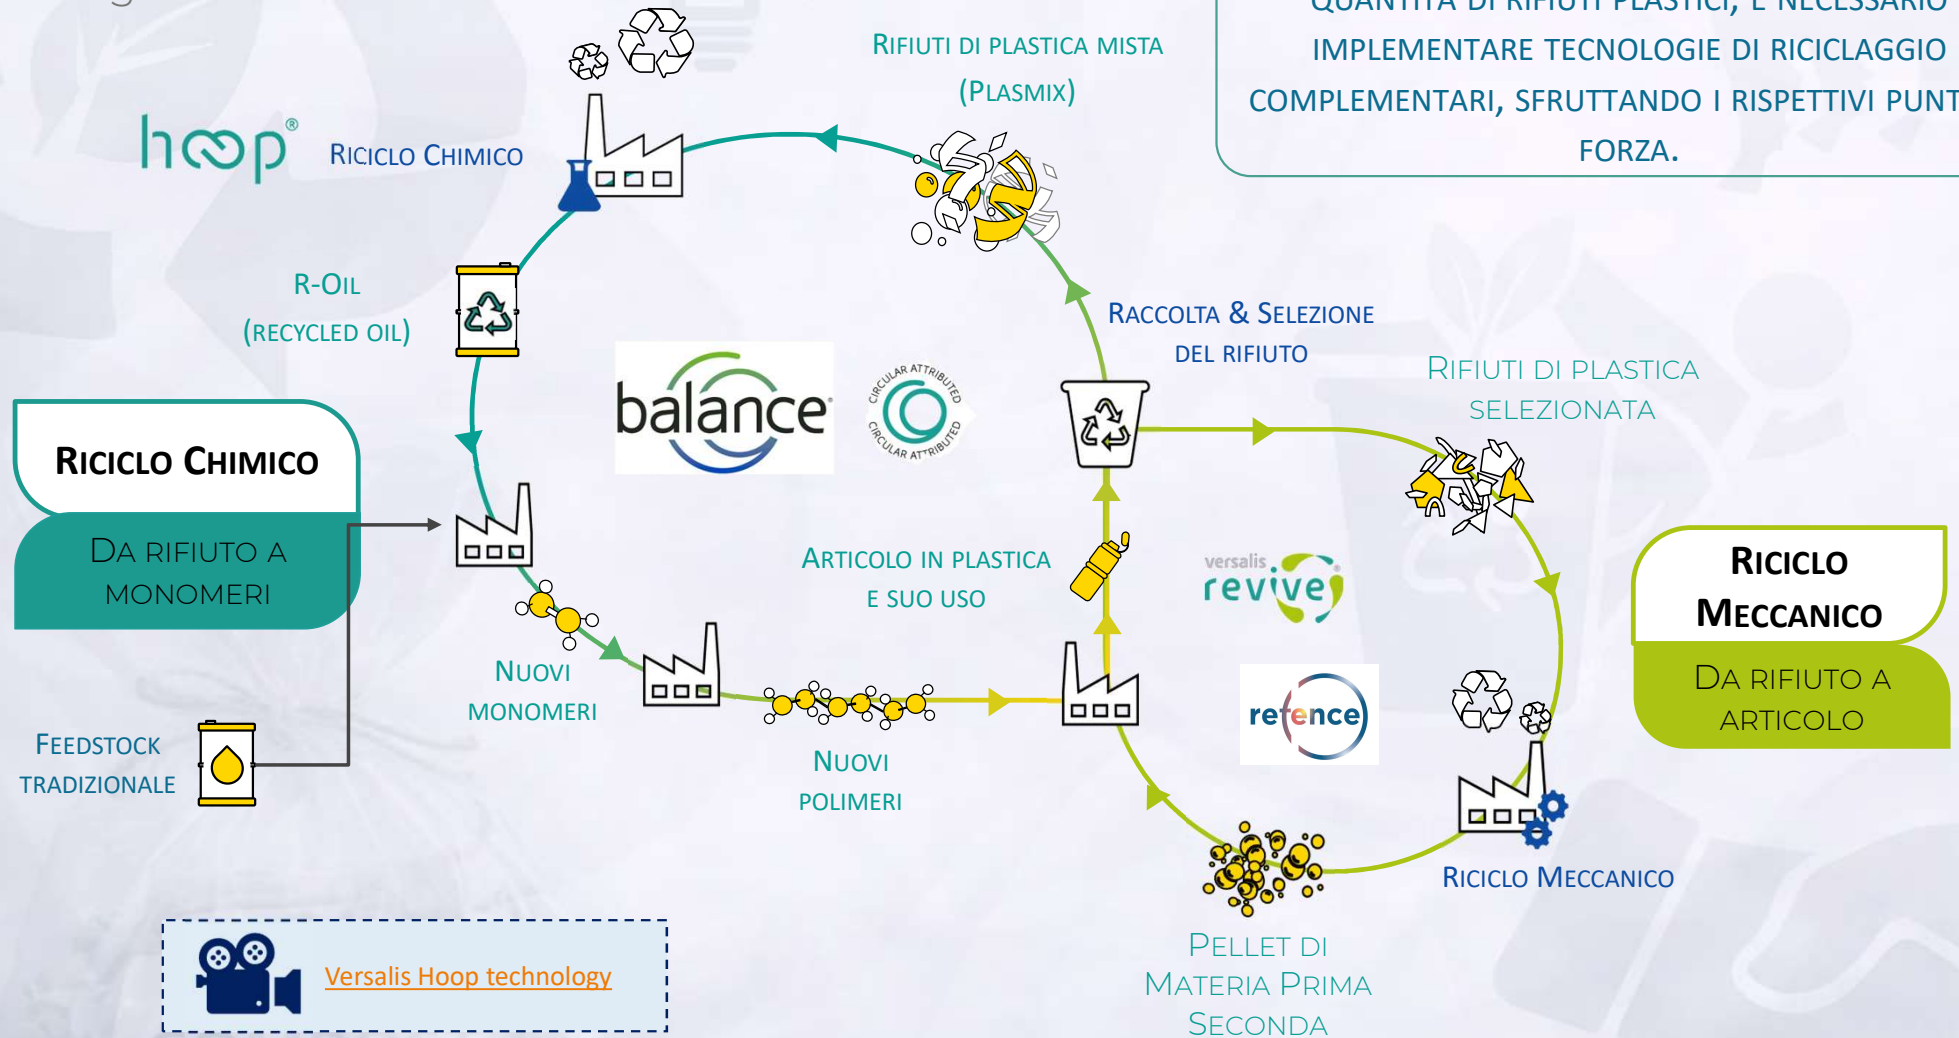 QUANTITÀ DI RIFIUTI PLASTICI, È NECESSARIO
IMPLEMENTARE TECNOLOGIE DI RICICLAGGIO
COMPLEMENTARI, SFRUTTANDO I RISPETTIVI PUNT
FORZA.
RIFIUTI DI PLASTICA MISTA
(PLASMIX)
hoop®
RICICLO CHIMICO
R-OIL
(RECYCLED OIL)
RACCOLTA & SELEZIONE
DEL RIFIUTO
RIFIUTI DI PLASTICA
SELEZIONATA
balance®
CIRCULAR ATTRIBUTED
CIRCULAR ATTRIBUTED
RICICLO CHIMICO
DA RIFIUTO A
MONOMERI
ARTICOLO IN PLASTICA
E SUO USO
versalis
revive
RICICLO
MECCANICO
DA RIFIUTO A
ARTICOLO
NUOVI
MONOMERI
refence
FEEDSTOCK
TRADIZIONALE
NUOVI
POLIMERI
RICICLO MECCANICO
PELLET DI
MATERIA PRIMA
SECONDA
Versalis Hoop technology